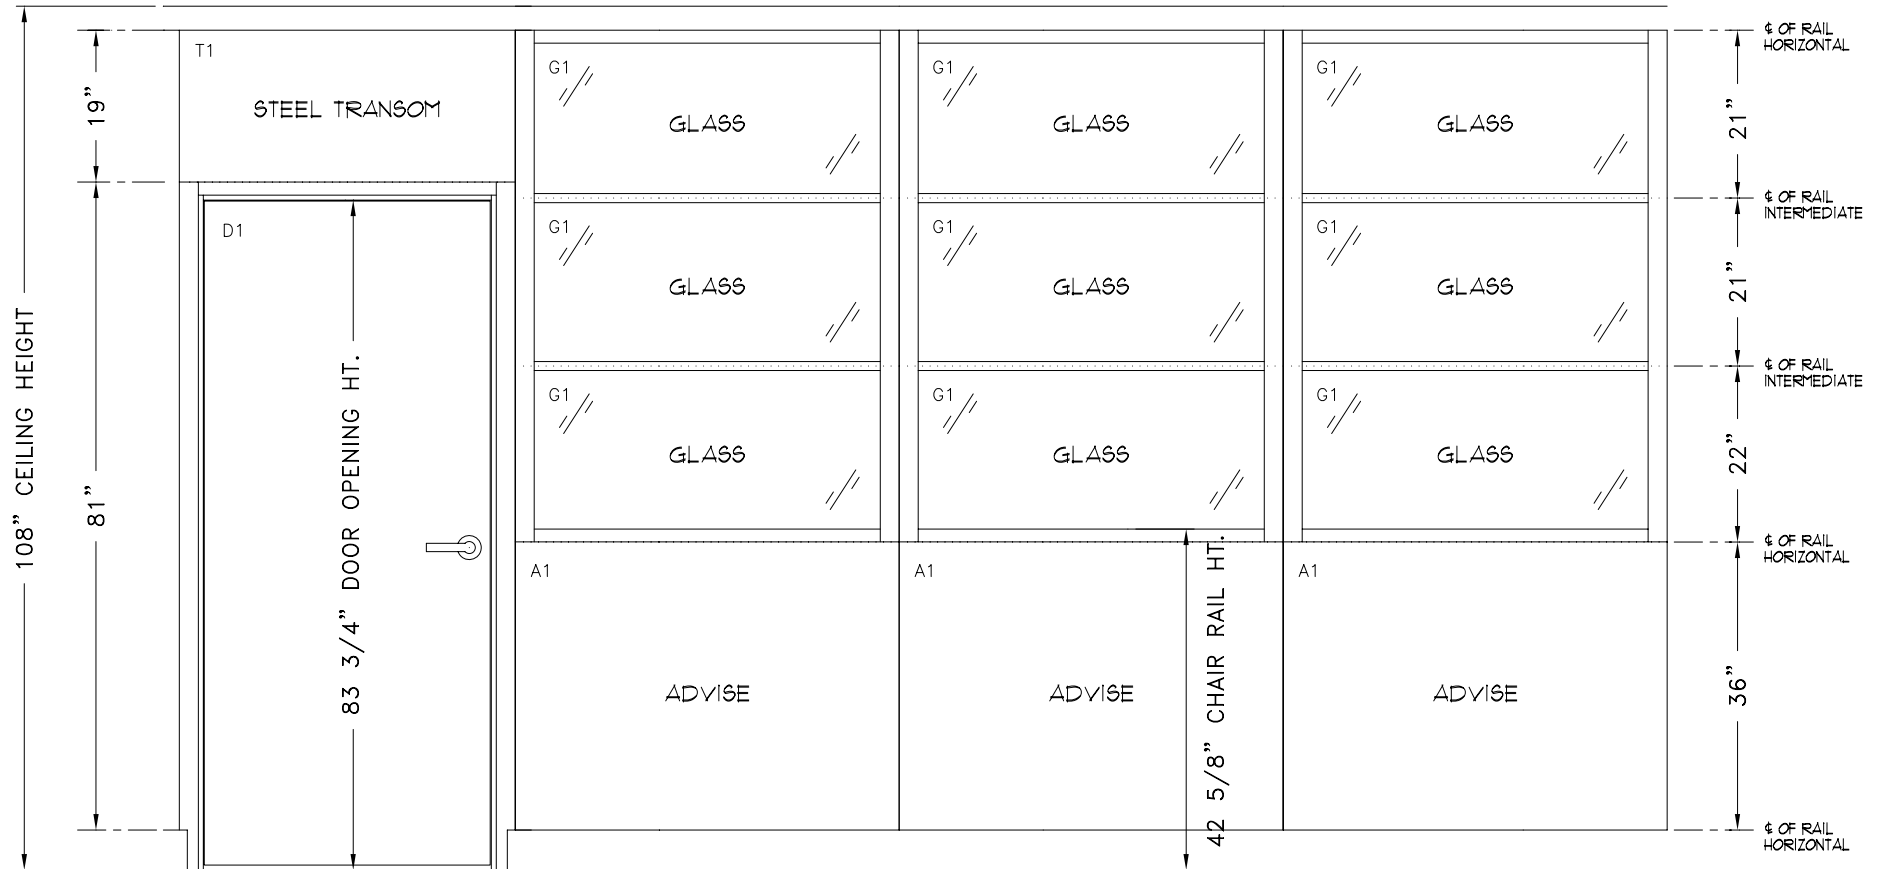 T1
STEEL TRANSOM
G1
GLASS
G1
GLASS
G1
GLASS
℄ OF RAIL
HORIZONTAL
19”
21”
℄ OF RAIL
INTERMEDIATE
D1
G1
GLASS
G1
GLASS
G1
GLASS
21”
℄ OF RAIL
INTERMEDIATE
108” CEILING HEIGHT
81”
83 3/4” DOOR OPENING HT.
G1
GLASS
G1
GLASS
G1
GLASS
22”
℄ OF RAIL
HORIZONTAL
A1
ADVISE
A1
ADVISE
42 5/8” CHAIR RAIL HT.
A1
ADVISE
36”
℄ OF RAIL
HORIZONTAL